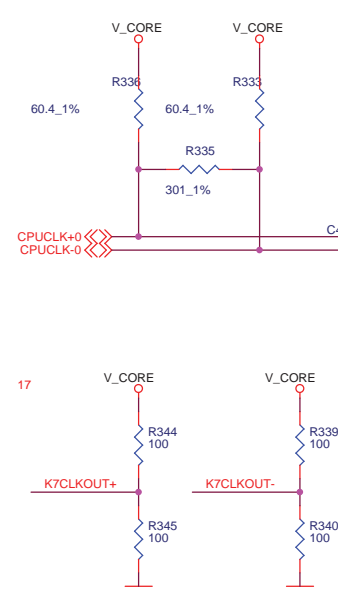 V_CORE V_CORE
R336 R333
60.4_1% 60.4_1%
R335
301_1%
CPUCLK+0
CPUCLK-0
17
V_CORE V_CORE
R344 R339
100 100
K7CLKOUT+ K7CLKOUT-
R345 R340
100 100